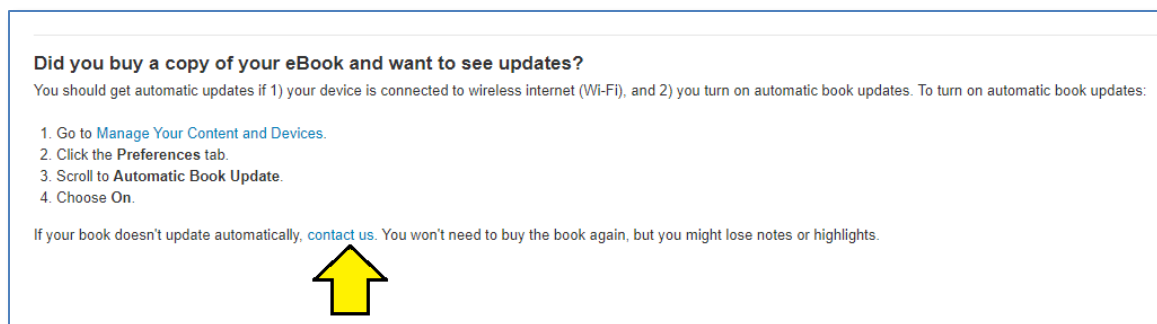 Did you buy a copy of your eBook and want to see updates?
You should get automatic updates if 1) your device is connected to wireless internet (Wi-Fi), and 2) you turn on automatic book updates. To turn on automatic book updates:
1. Go to Manage Your Content and Devices.
2. Click the Preferences tab.
3. Scroll to Automatic Book Update.
4. Choose On.
If your book doesn't update automatically, contact us. You won't need to buy the book again, but you might lose notes or highlights.